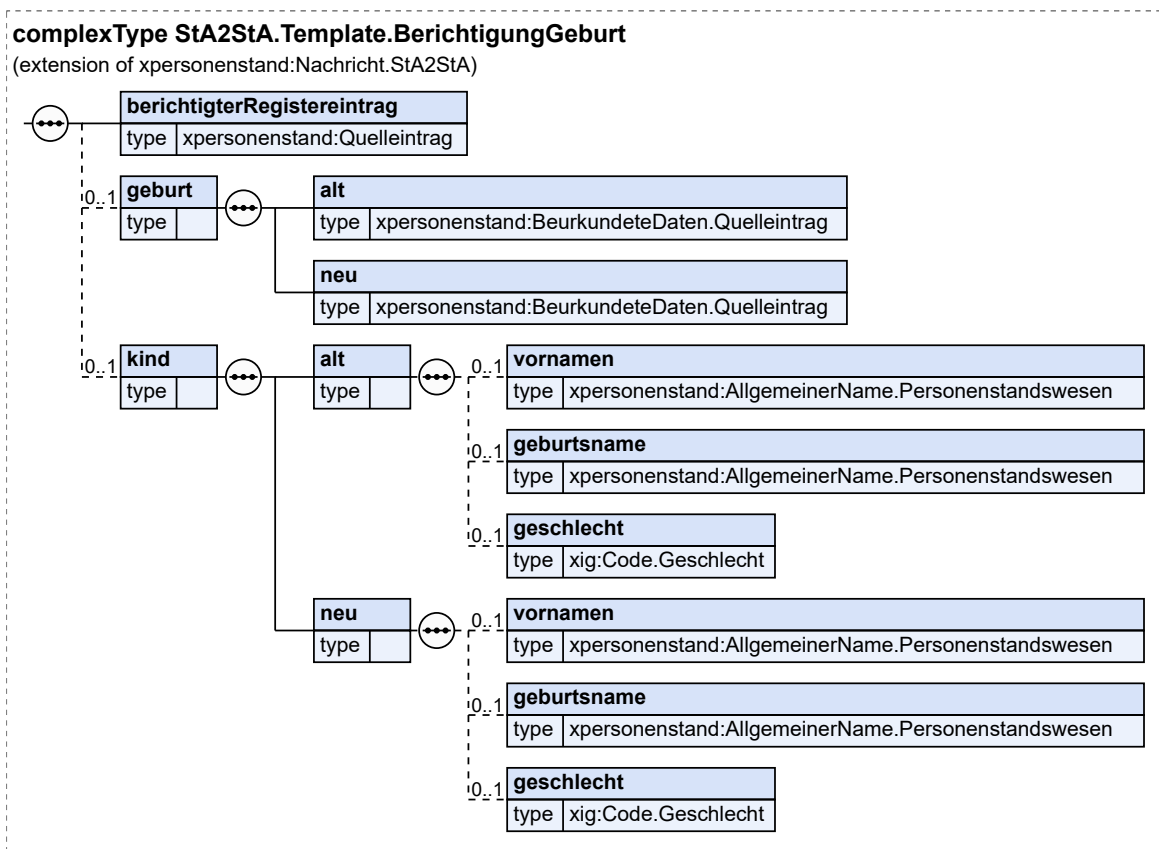 complexType StA2StA.Template.BerichtigungGeburt
(extension of xpersonenstand:Nachricht.StA2StA)
berichtigterRegistereintrag
type xpersonenstand:Quelleintrag
0..1 geburt
type
alt
type xpersonenstand:BeurkundeteDaten.Quelleintrag
neu
type xpersonenstand:BeurkundeteDaten.Quelleintrag
0..1 kind
type
alt
type
0..1 vornamen
type xpersonenstand:AllgemeinerName.Personenstandswesen
0..1 geburtsname
type xpersonenstand:AllgemeinerName.Personenstandswesen
0..1 geschlecht
type xig:Code.Geschlecht
neu
type
0..1 vornamen
type xpersonenstand:AllgemeinerName.Personenstandswesen
0..1 geburtsname
type xpersonenstand:AllgemeinerName.Personenstandswesen
0..1 geschlecht
type xig:Code.Geschlecht